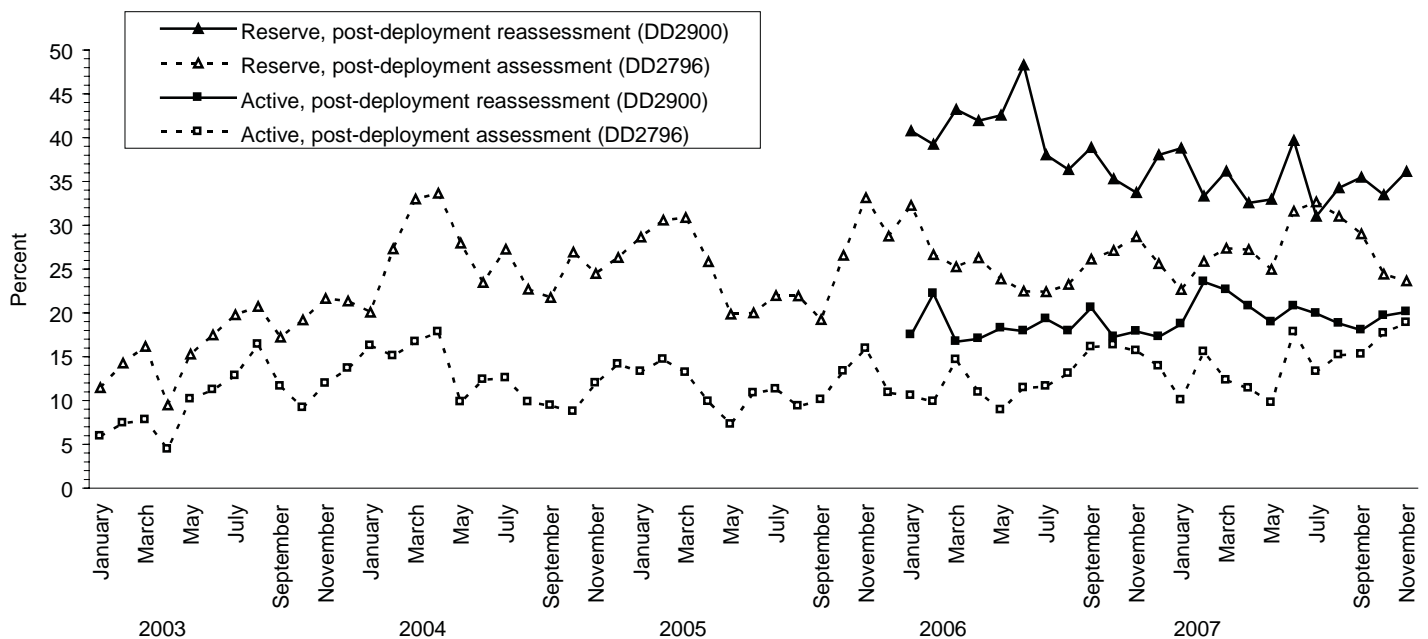 Reserve, post-deployment reassessment (DD2900)
Reserve, post-deployment assessment (DD2796)
Active, post-deployment reassessment (DD2900)
Active, post-deployment assessment (DD2796)
50
45
40
35
30
25
20
15
10
5
0
Percent
January
March
May
July
September
November
January
March
May
July
September
November
January
March
May
July
September
November
January
March
May
July
September
November
January
March
May
July
September
November
2003
2004
2005
2006
2007